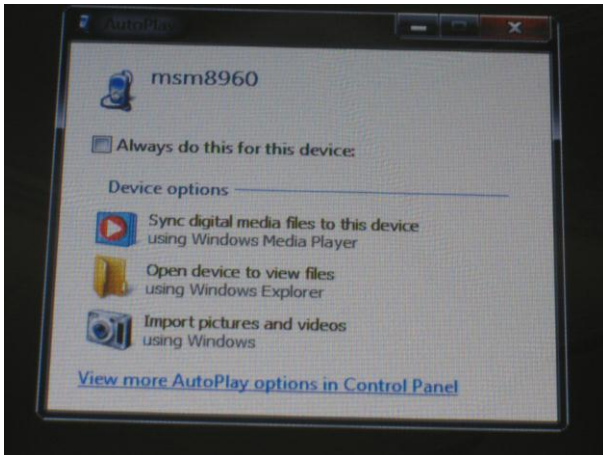 AutoPlay
msm8960
Always do this for this device:
Device options
Sync digital media files to this device
using Windows Media Player
Open device to view files
using Windows Explorer
Import pictures and videos
using Windows
View more AutoPlay options in Control Panel